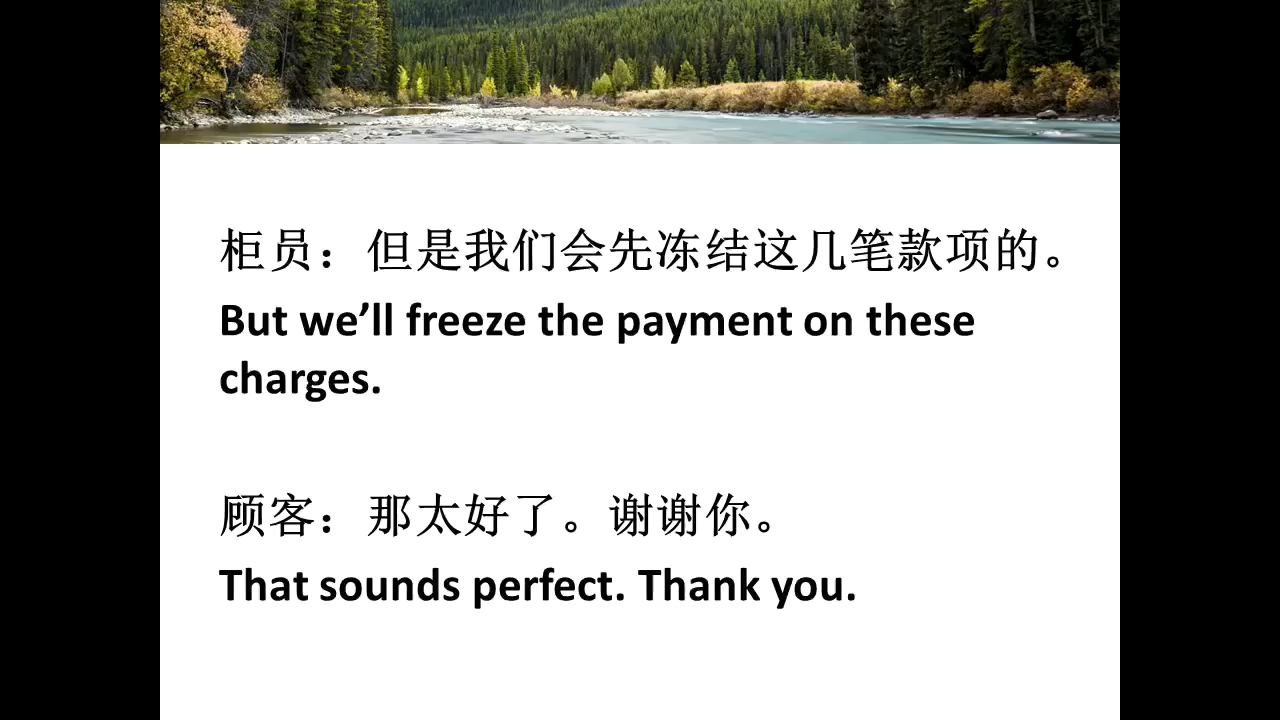 柜员：但是我们会先冻结这几笔款项的。
But we’ll freeze the payment on these
charges.
顾客：那太好了。谢谢你。
That sounds perfect. Thank you.